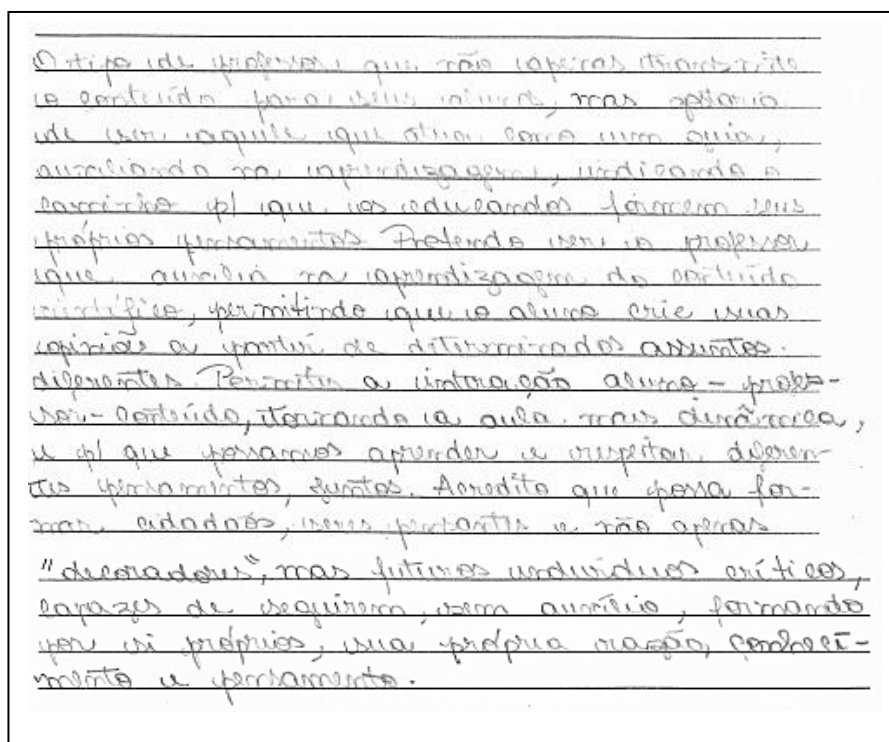 O tipo de professor, que não apenas transmite
o conteúdo para seus alunos, mas gostaria
de ser aquele que atua como um guia,
auxiliando na aprendizagem, indicando o
caminho p/ que os educandos formem seus
próprios pensamentos. Pretendo ser o professor
que auxilia na aprendizagem do conteúdo
científico, permitindo que o aluno crie suas
opiniões a partir de determinados assuntos.
diferentes. Permitir a interação aluno - profes-
sor - conteúdo, tornando a aula mais dinâmica,
e p/ que possamos aprender e respeitar diferen-
tes pensamentos, juntos. Acredito que possa for-
mar cidadãos, seres pensantes e não apenas
"decoradores", mas futuros indivíduos críticos,
capazes de seguirem, sem auxílio, formando
por si próprios, sua própria razão, conheci-
mento e pensamento.